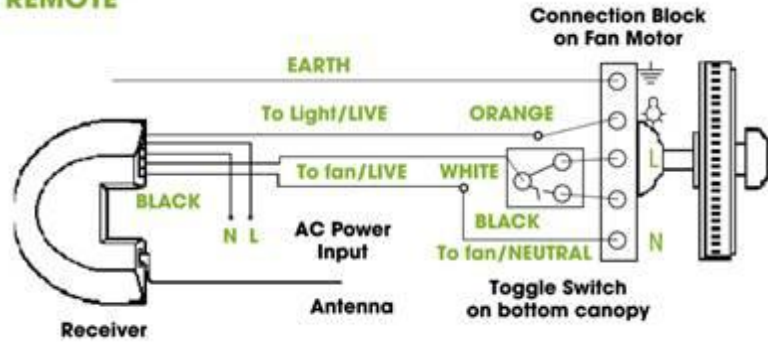 REMOTE
Connection Block
on Fan Motor
EARTH
To Light/LIVE
ORANGE
L
To fan/LIVE
WHITE
BLACK
BLACK
N L
AC Power
Input
To fan/NEUTRAL
N
Antenna
Toggle Switch
on bottom canopy
Receiver